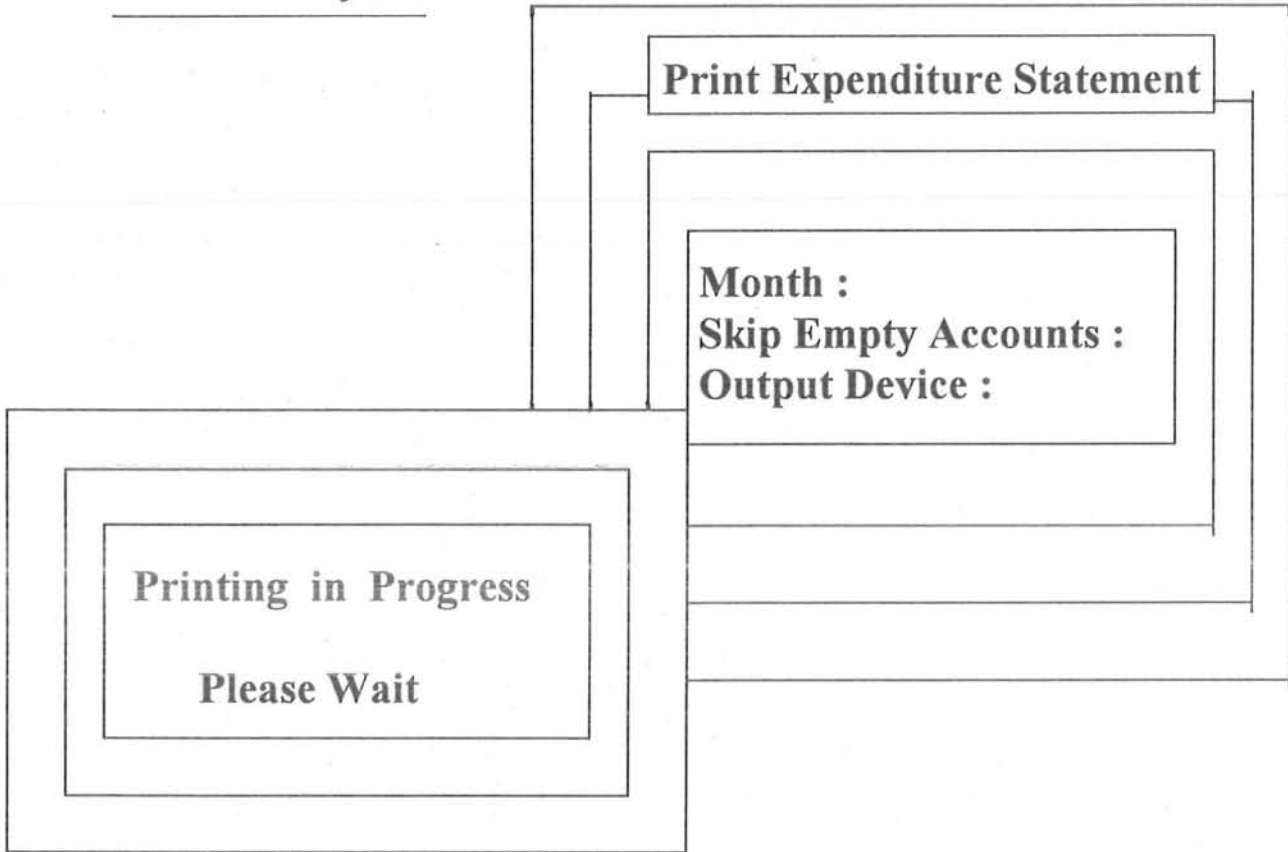 Print Expenditure Statement
Month :
Skip Empty Accounts :
Output Device :
Printing in Progress
Please Wait